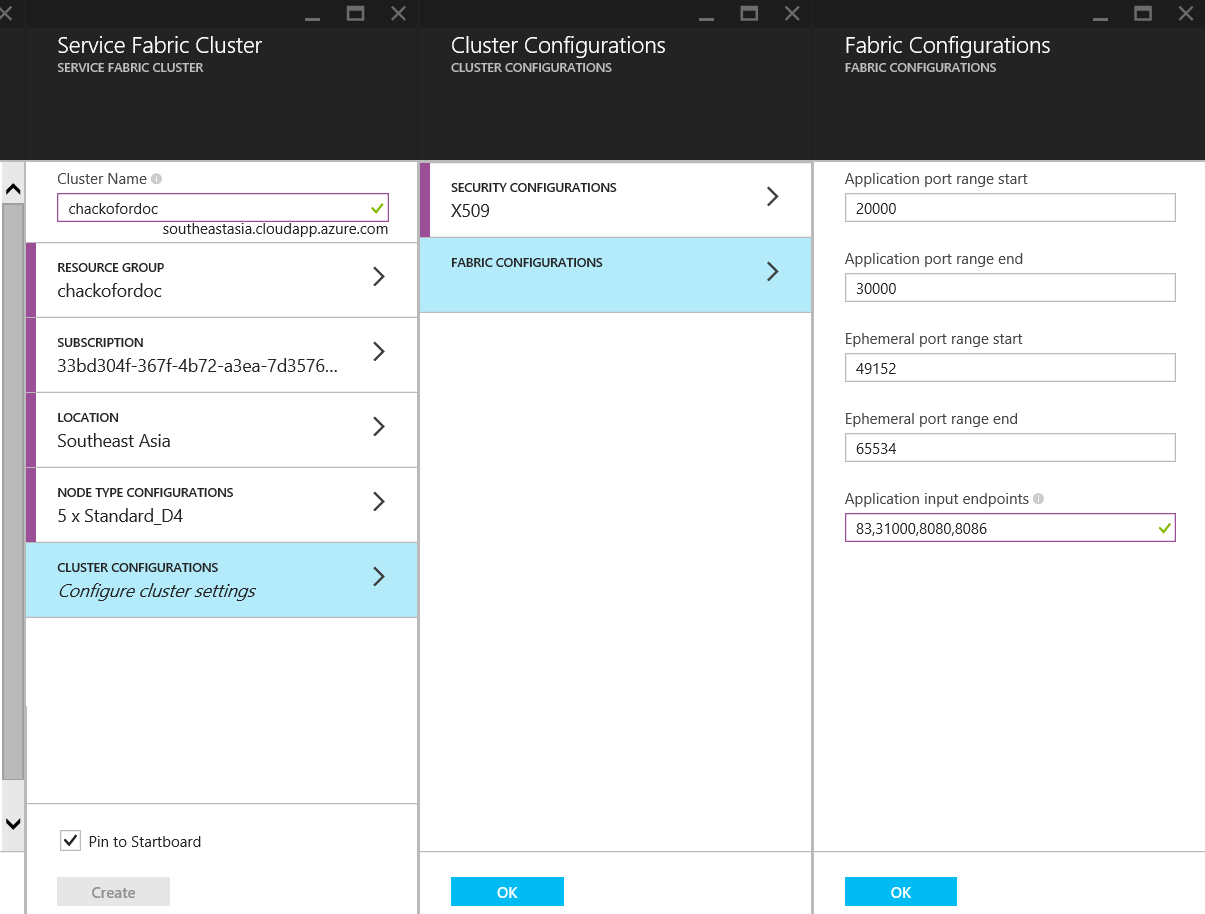 Service Fabric Cluster
SERVICE FABRIC CLUSTER
Cluster Name
chackofordoc
southeastasia.cloudapp.azure.com
RESOURCE GROUP
chackofordoc
SUBSCRIPTION
33bd304f-367f-4b72-a3ea-7d3576...
LOCATION
Southeast Asia
NODE TYPE CONFIGURATIONS
5 x Standard_D4
CLUSTER CONFIGURATIONS
Configure cluster settings
Pin to Startboard
Create
Cluster Configurations
CLUSTER CONFIGURATIONS
SECURITY CONFIGURATIONS
X509
FABRIC CONFIGURATIONS
OK
Fabric Configurations
FABRIC CONFIGURATIONS
Application port range start
20000
Application port range end
30000
Ephemeral port range start
49152
Ephemeral port range end
65534
Application input endpoints
83,31000,8080,8086
OK